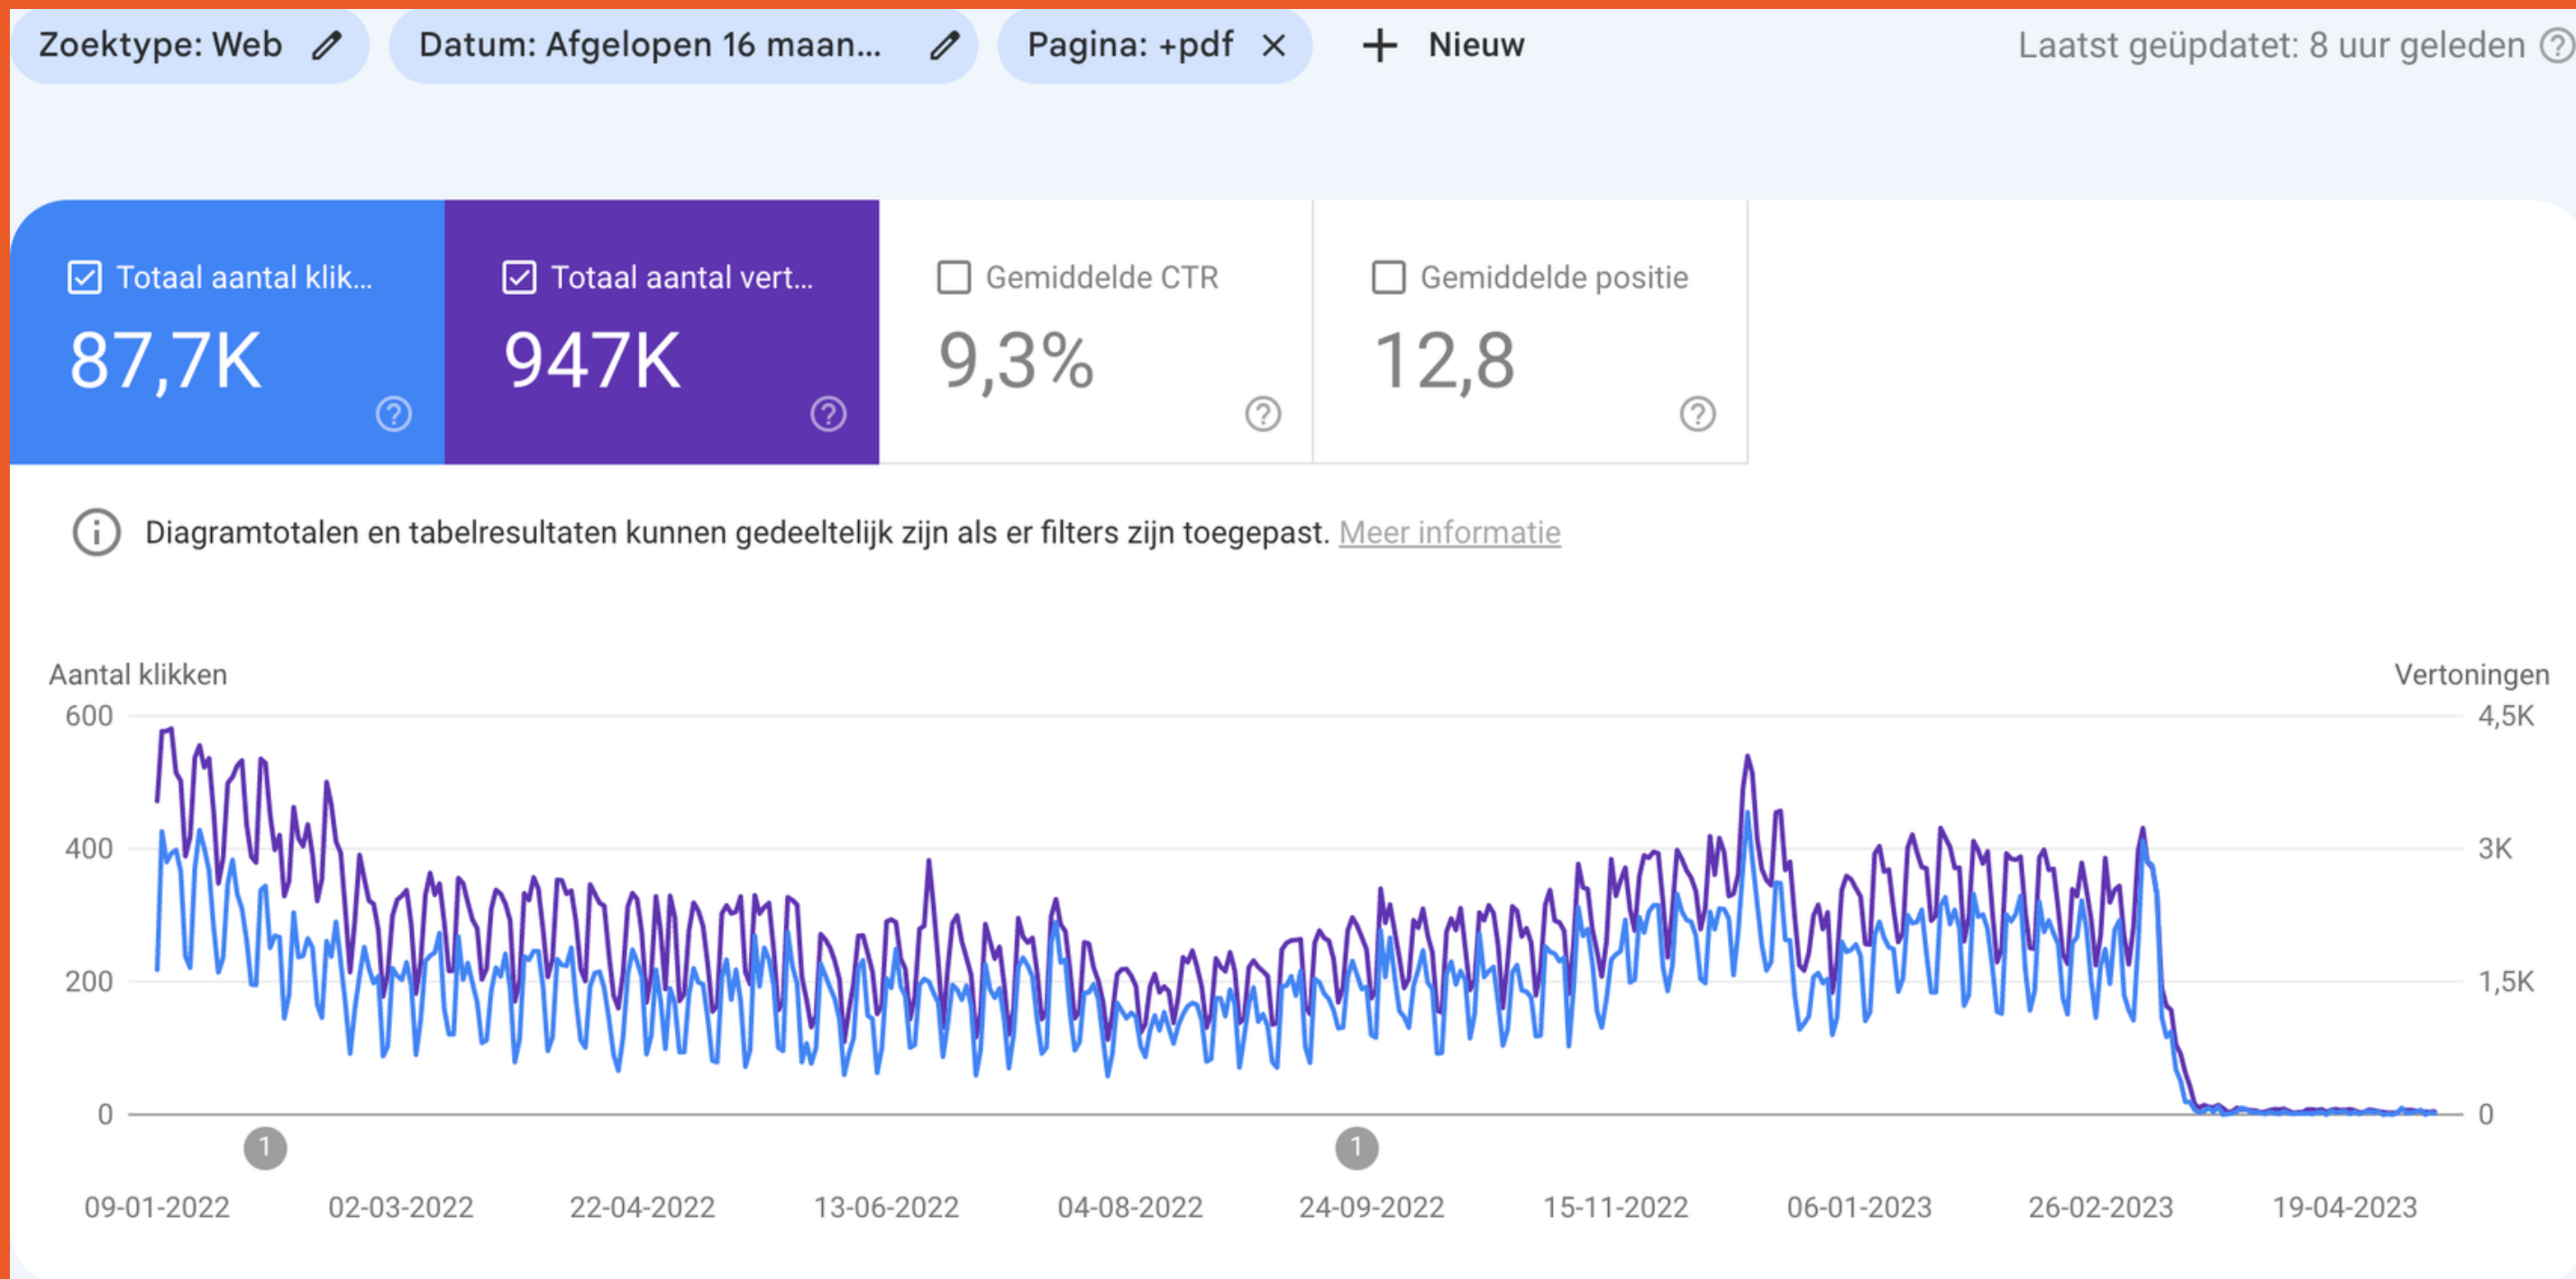 Zoektype: Web
Datum: Afgelopen 16 maan...
Pagina: +pdf
Nieuw
Laatst geüpdatet: 8 uur geleden
Totaal aantal klik...
87,7K
Totaal aantal vert...
947K
Gemiddelde CTR
9,3%
Gemiddelde positie
12,8
Diagramtotalen en tabelresultaten kunnen gedeeltelijk zijn als er filters zijn toegepast. Meer informatie
Aantal klikken
Vertoningen
600
4,5K
400
3K
200
1,5K
0
0
1
1
09-01-2022
02-03-2022
22-04-2022
13-06-2022
04-08-2022
24-09-2022
15-11-2022
06-01-2023
26-02-2023
19-04-2023